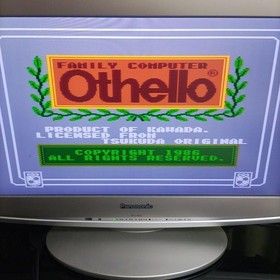 FAMILY COMPUTER
Othello®
PRODUCT OF KAWADA.
LICENSED FROM
TSUKUDA ORIGINAL
COPYRIGHT 1986
ALL RIGHTS RESERVED.
Panasonic